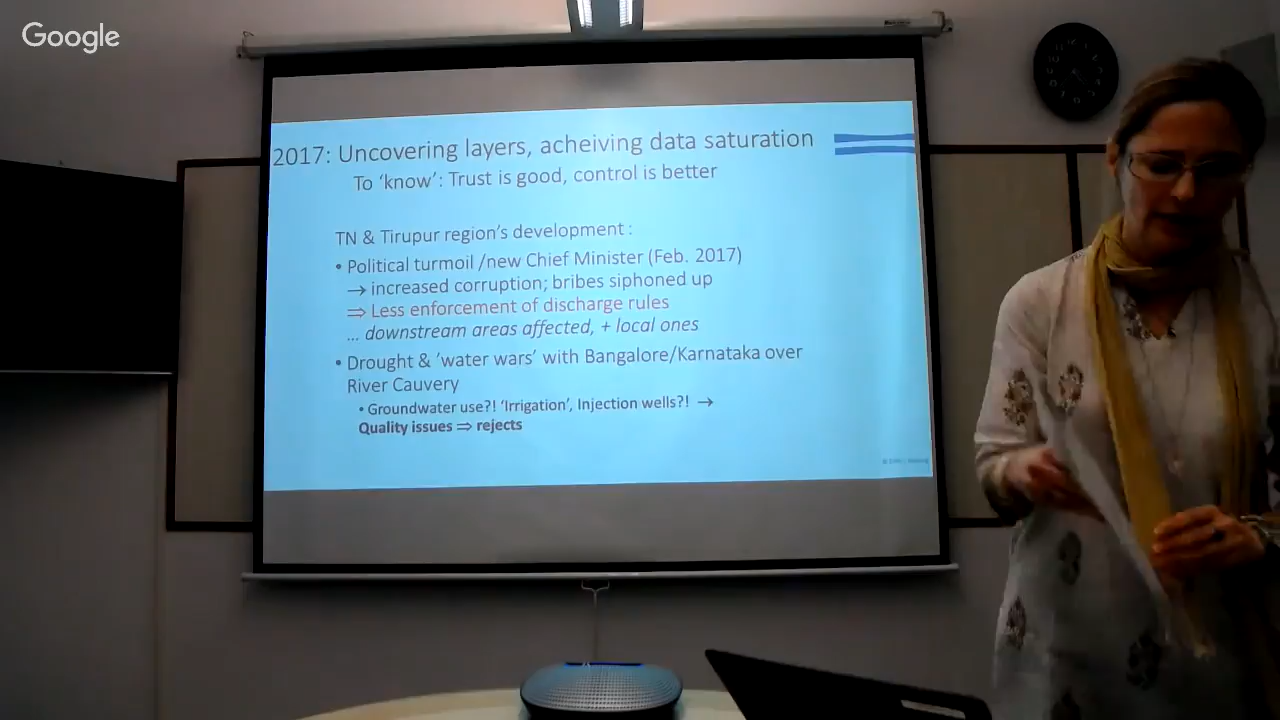 Google
2017: Uncovering layers, acheiving data saturation
To ‘know’: Trust is good, control is better
TN & Tirupur region’s development :
• Political turmoil /new Chief Minister (Feb. 2017)
→ increased corruption; bribes siphoned up
⇒ Less enforcement of discharge rules
... downstream areas affected, + local ones
• Drought & ‘water wars’ with Bangalore/Karnataka over
River Cauvery
• Groundwater use?! ‘Irrigation’, Injection wells?! →
Quality issues ⇒ rejects